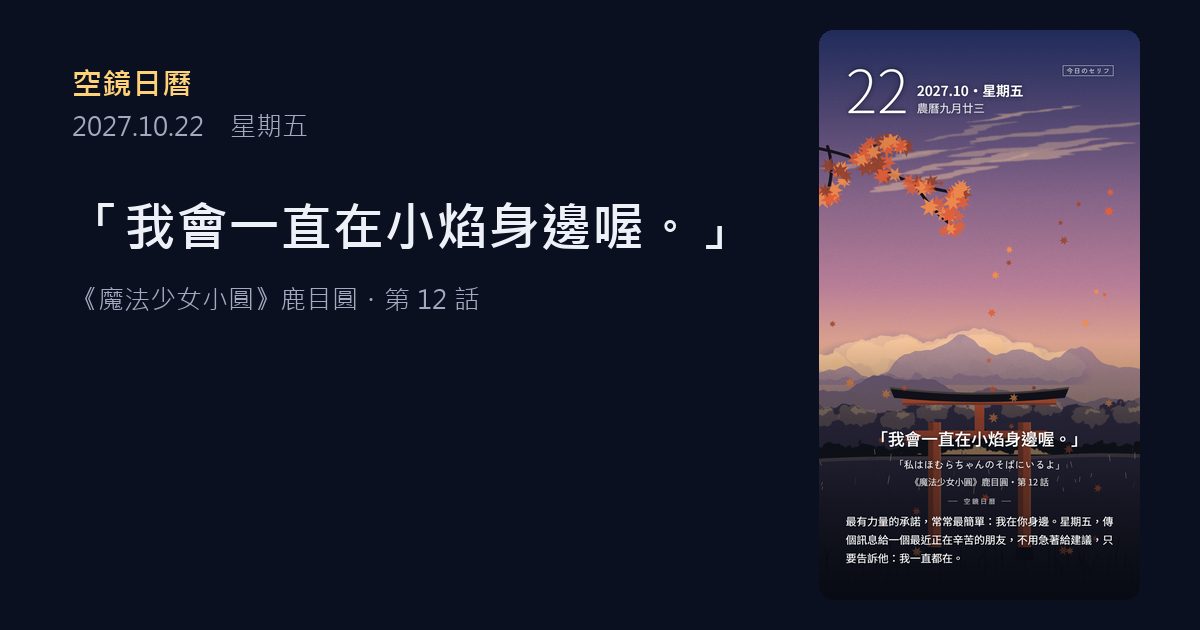 空鏡日曆
2027.10.22 星期五
「我會一直在小焰身邊喔。」
《魔法少女小圓》鹿目圓・第 12 話
22
2027.10・星期五
農曆九月廿三
今日のセリフ
「我會一直在小焰身邊喔。」
「私はほむらちゃんのそばにいるよ」
《魔法少女小圓》鹿目圓・第 12 話
— 空鏡日曆 —
最有力量的承諾，常常最簡單：我在你身邊。星期五，傳
個訊息給一個最近正在辛苦的朋友，不用急著給建議，只
要告訴他：我一直都在。